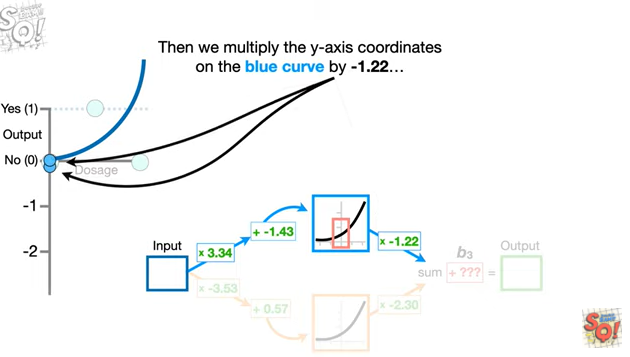 SQ!
Then we multiply the y-axis coordinates
on the blue curve by -1.22…
Yes (1)
Output
No (0)
Dosage
-1
-2
Input
x 3.34
+ -1.43
x -1.22
b3
Output
sum + ??? =
x -3.53
+ 0.57
x -2.30
SQ!